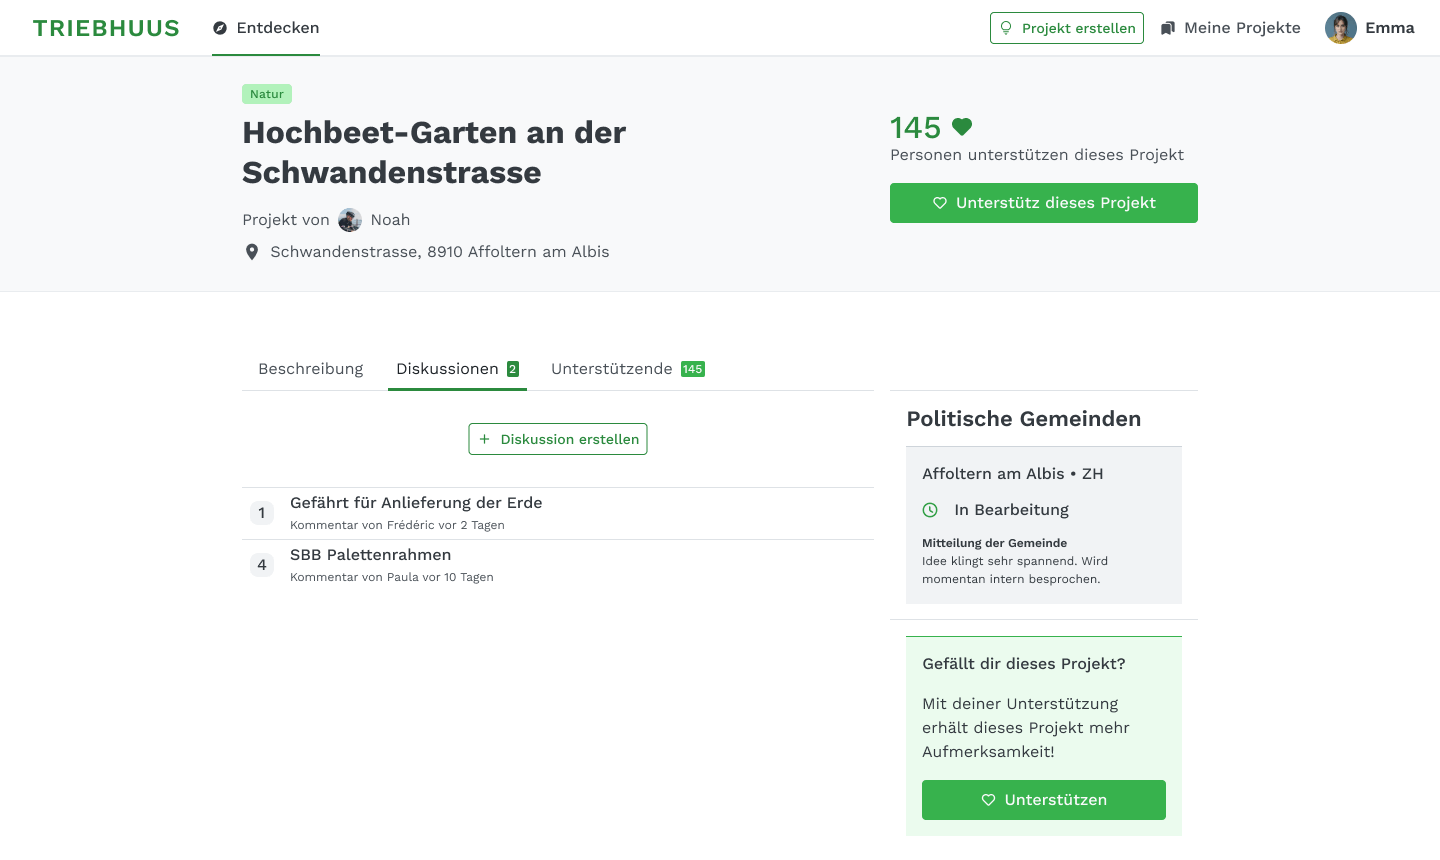 TRIEBHUUS
Entdecken
Projekt erstellen
Meine Projekte
Emma
Natur
Hochbeet-Garten an der
Schwandenstrasse
Projekt von Noah
Schwandenstrasse, 8910 Affoltern am Albis
145
Personen unterstützen dieses Projekt
Unterstütz dieses Projekt
Beschreibung
Diskussionen 2
Unterstützende 145
+ Diskussion erstellen
1
Gefährt für Anlieferung der Erde
Kommentar von Frédéric vor 2 Tagen
4
SBB Palettenrahmen
Kommentar von Paula vor 10 Tagen
Politische Gemeinden
Affoltern am Albis • ZH
In Bearbeitung
Mitteilung der Gemeinde
Idee klingt sehr spannend. Wird
momentan intern besprochen.
Gefällt dir dieses Projekt?
Mit deiner Unterstützung
erhält dieses Projekt mehr
Aufmerksamkeit!
Unterstützen